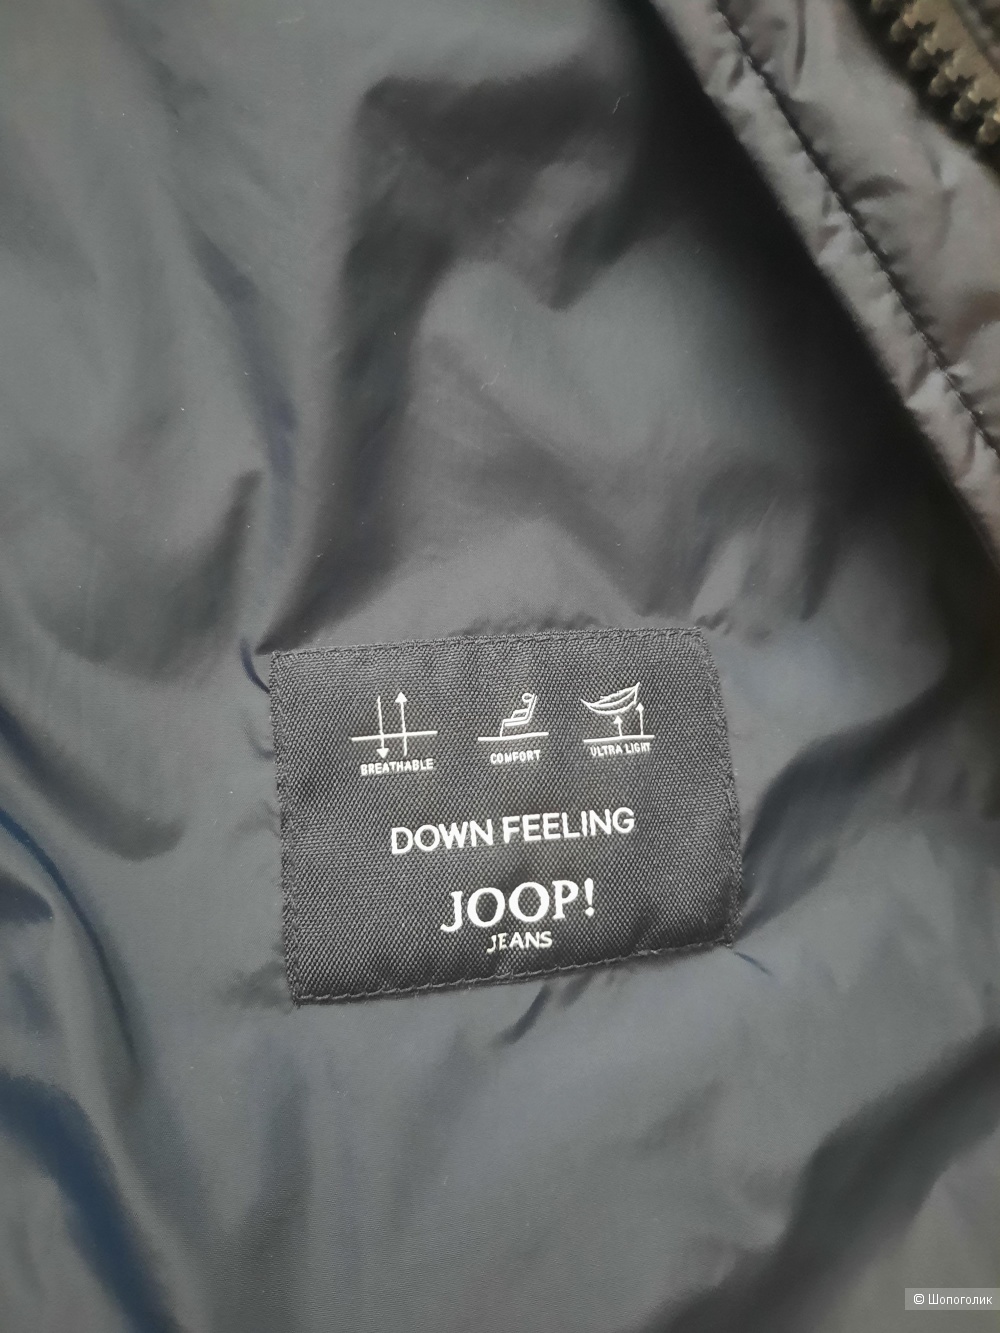 BREATHABLE COMFORT ULTRA LIGHT
DOWN FEELING
JOOP!
JEANS
© Шопоголик